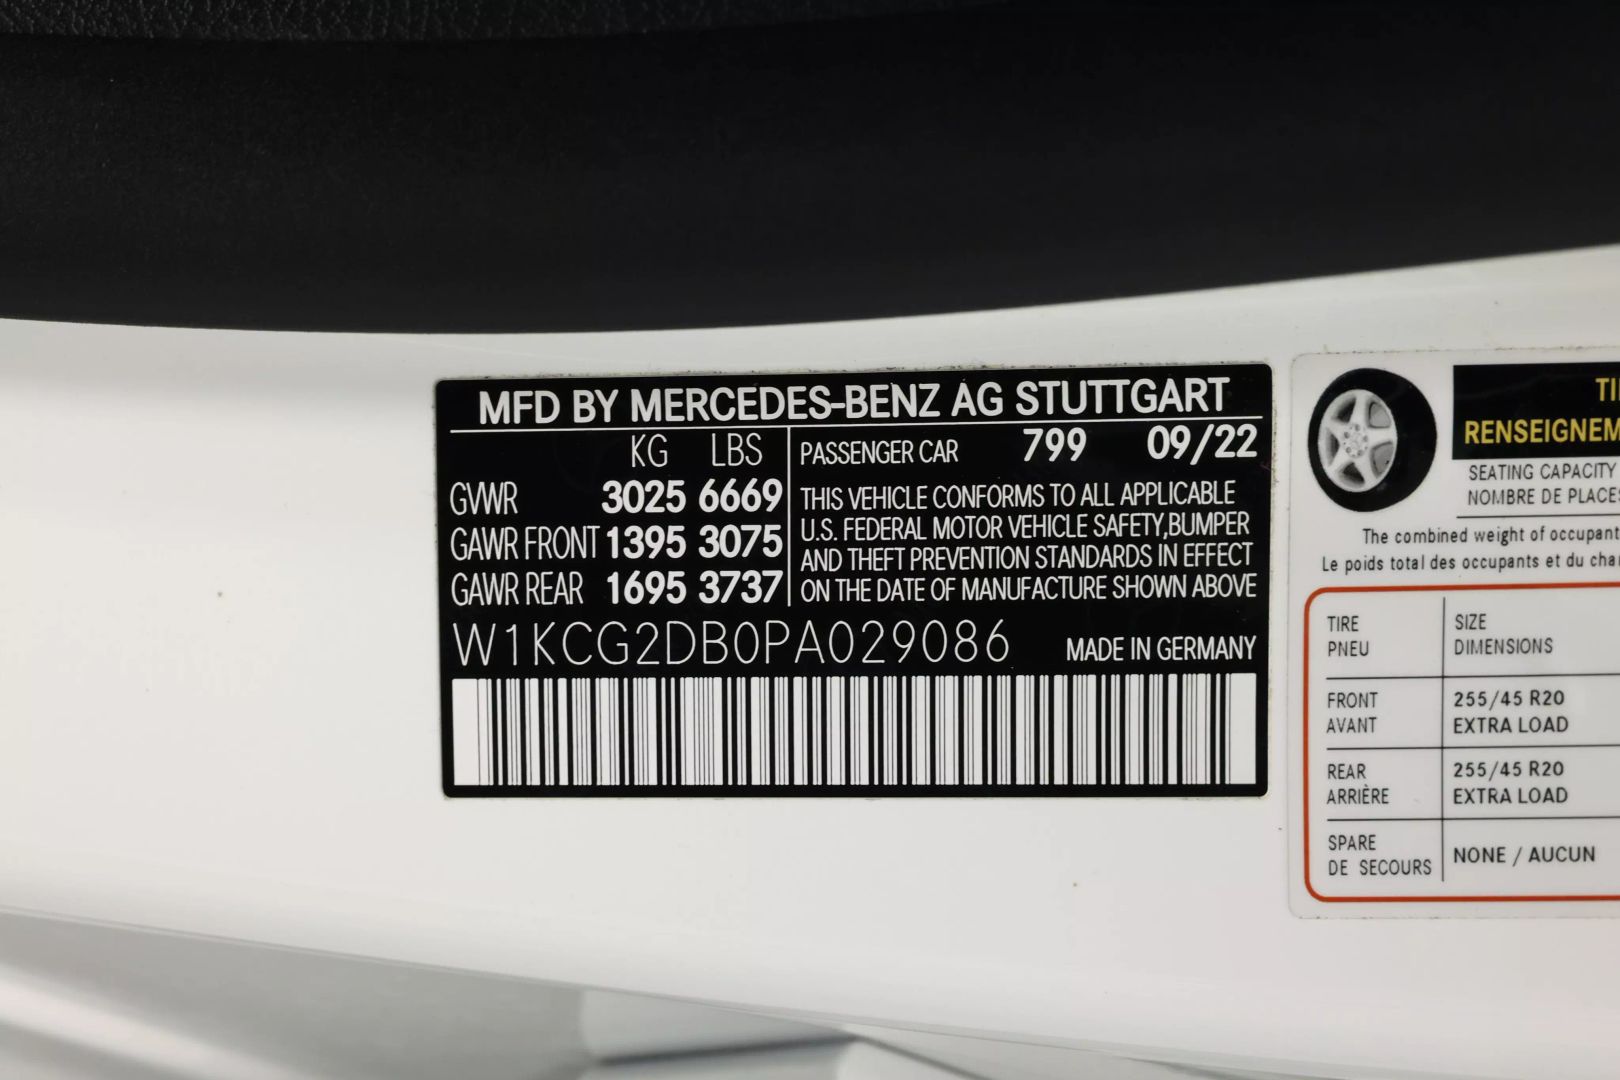 MFD BY MERCEDES-BENZ AG STUTTGART
KG LBS
GVWR 3025 6669
GAWR FRONT 1395 3075
GAWR REAR 1695 3737
PASSENGER CAR 799 09/22
THIS VEHICLE CONFORMS TO ALL APPLICABLE
U.S. FEDERAL MOTOR VEHICLE SAFETY,BUMPER
AND THEFT PREVENTION STANDARDS IN EFFECT
ON THE DATE OF MANUFACTURE SHOWN ABOVE
W1KCG2DB0PA029086 MADE IN GERMANY
SEATING CAPACITY
NOMBRE DE PLACES
The combined weight of occupant
Le poids total des occupants et du
TIRE SIZE
PNEU DIMENSIONS
FRONT 255/45 R20
AVANT EXTRA LOAD
REAR 255/45 R20
ARRIÈRE EXTRA LOAD
SPARE
DE SECOURS
NONE / AUCUN